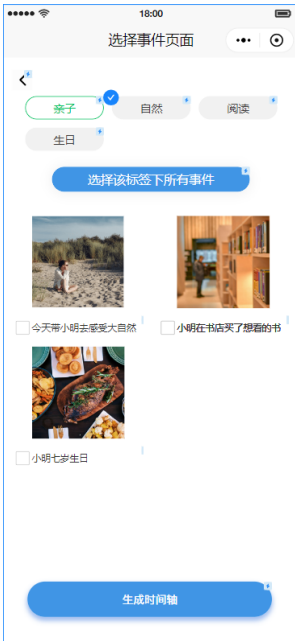 18:00
选择事件页面
亲子
自然
阅读
生日
选择该标签下所有事件
今天带小明去感受大自然
小明在书店买了想看的书
小明七岁生日
生成时间轴